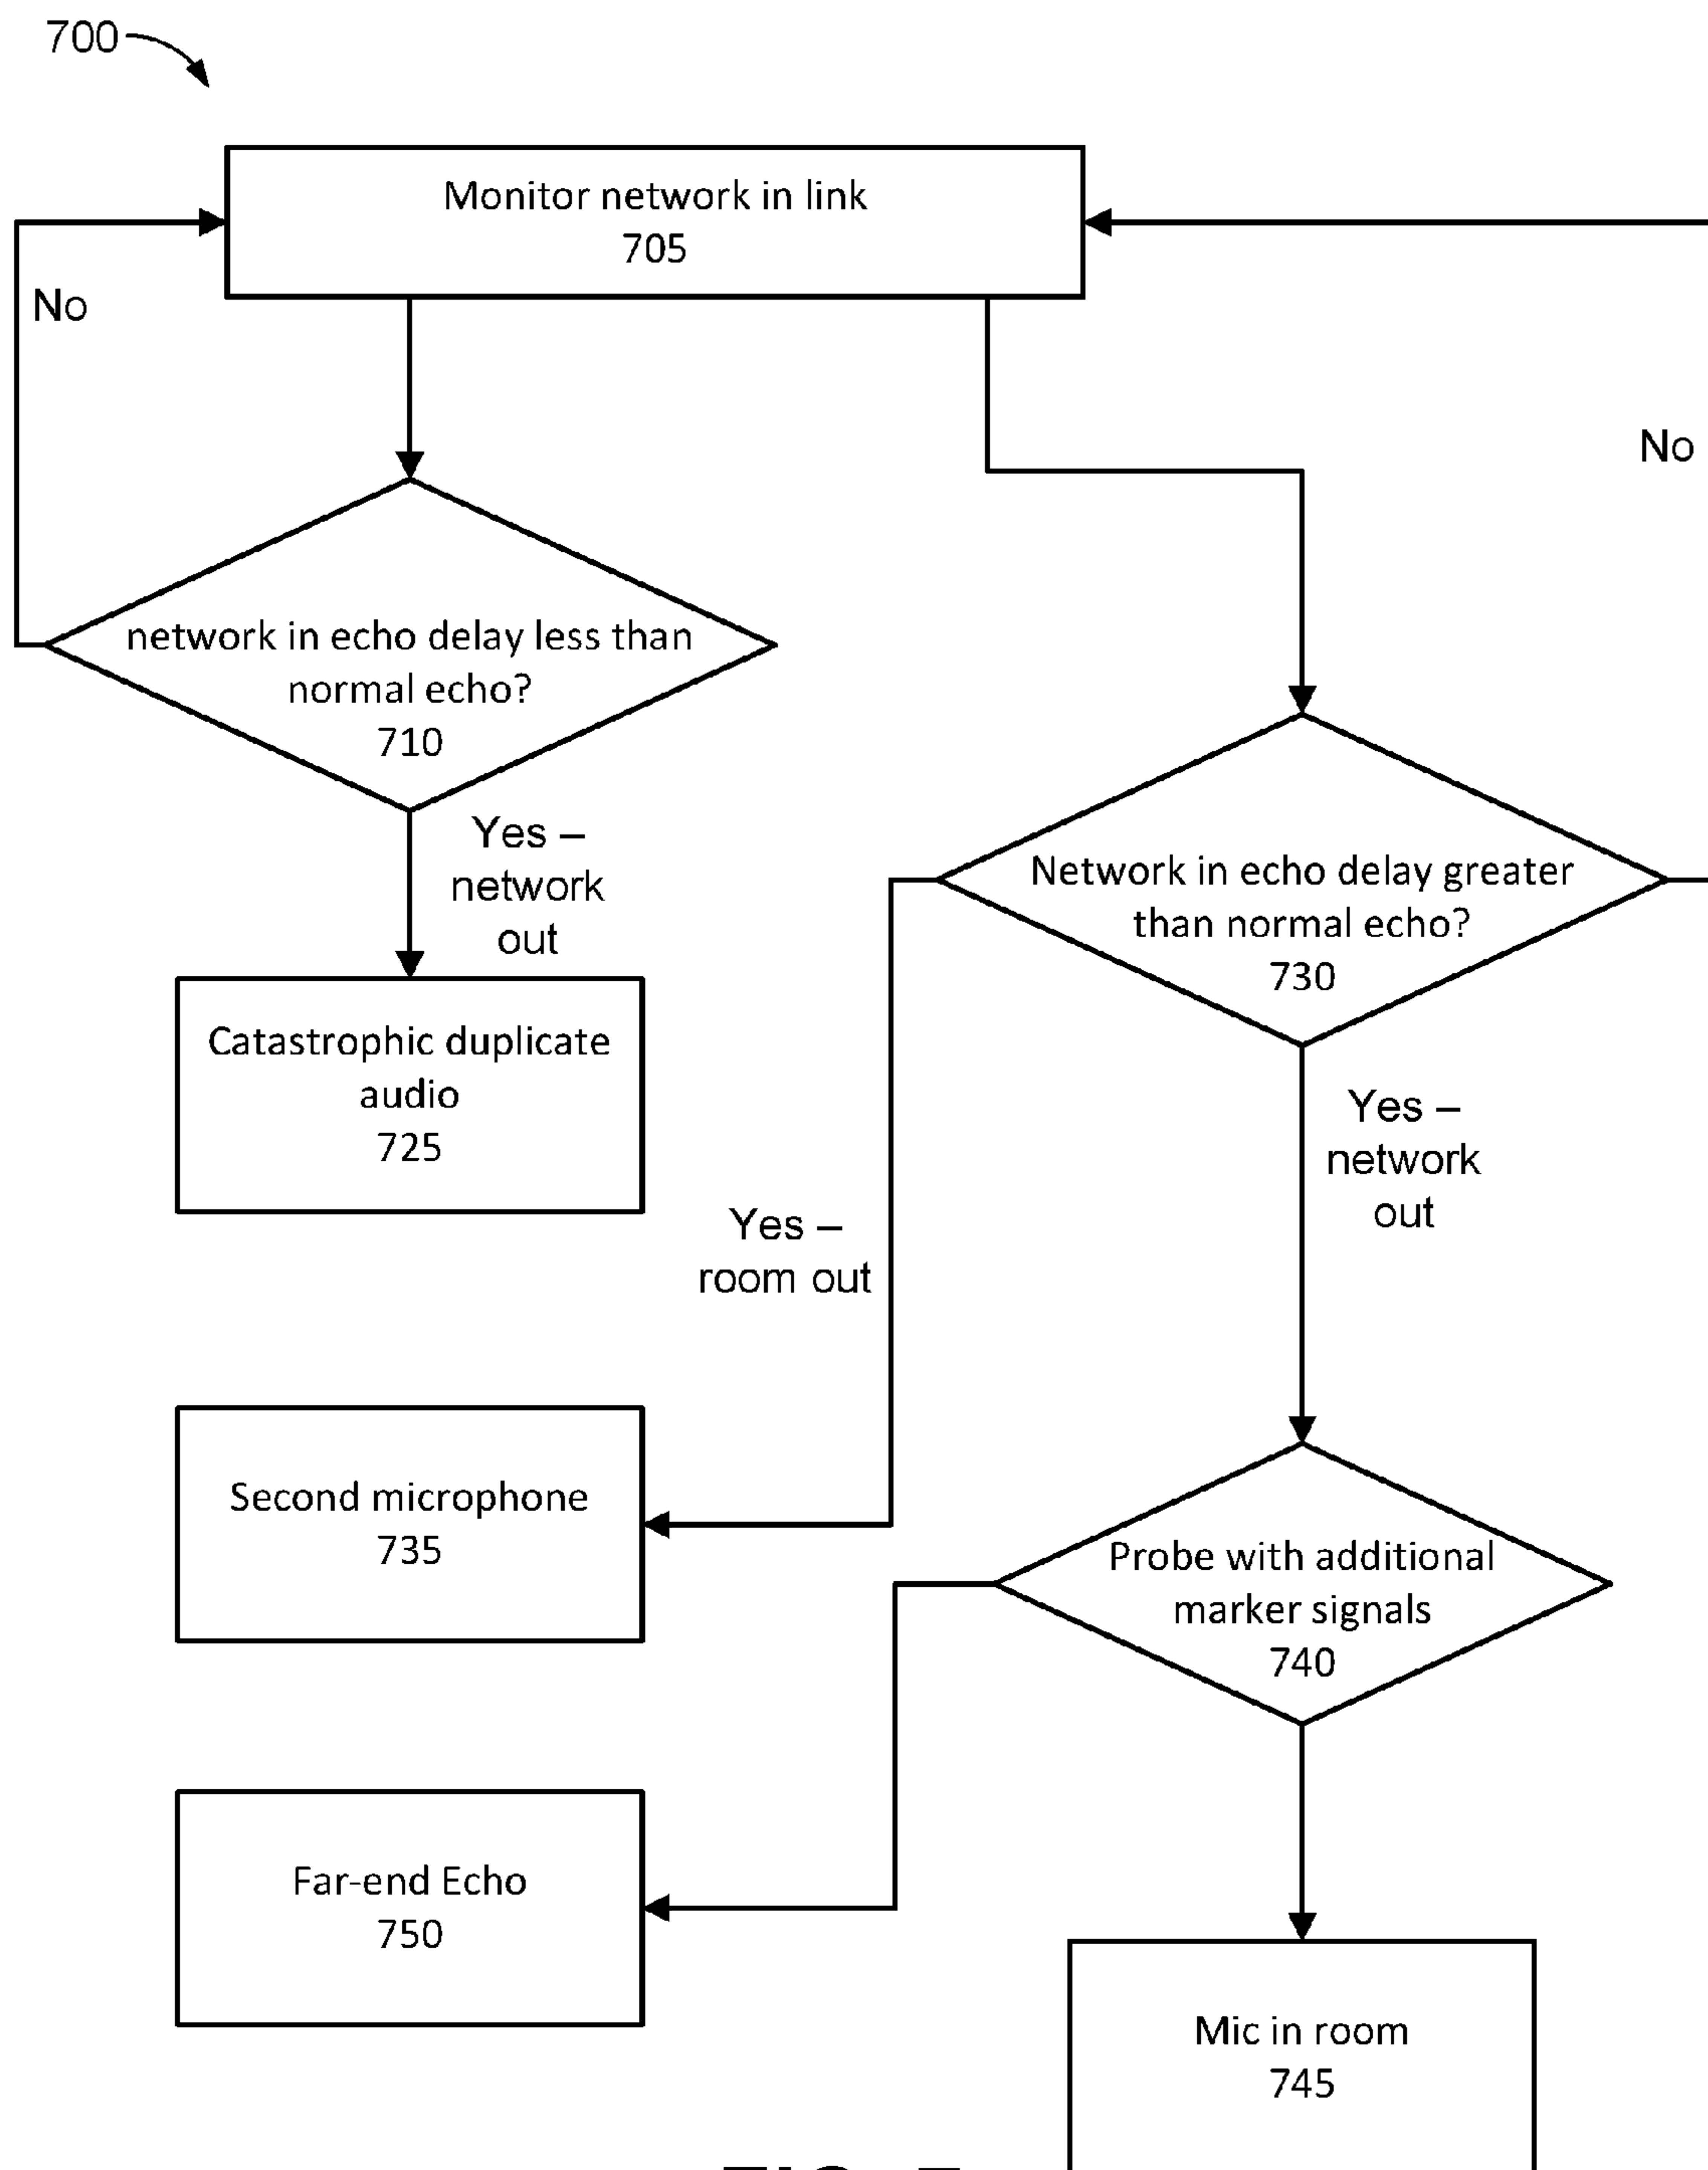 700
Monitor network in link
705
No
No
network in echo delay less than
normal echo?
710
Yes –
network
out
Network in echo delay greater
than normal echo?
730
Catastrophic duplicate
audio
725
Yes –
network
out
Yes –
room out
Second microphone
735
Probe with additional
marker signals
740
Far-end Echo
750
Mic in room
745